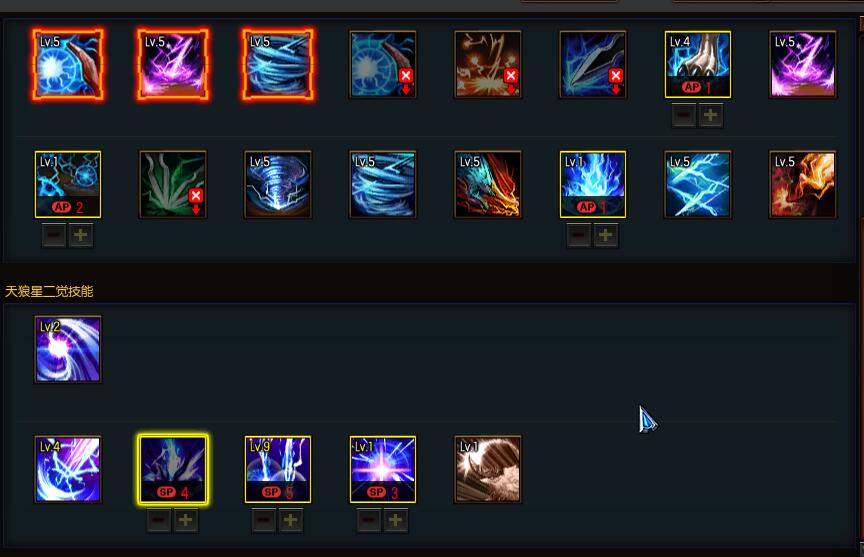 Lv.5 Lv.5 Lv.5 Lv.4 Lv.5
AP 1
Lv.1 Lv.5 Lv.5 Lv.5 Lv.1 Lv.5 Lv.5
AP 2 AP 1
天狼星二觉技能
Lv.2
Lv.4 Lv.9 Lv.1 Lv.1
SP 4 SP 5 SP 3